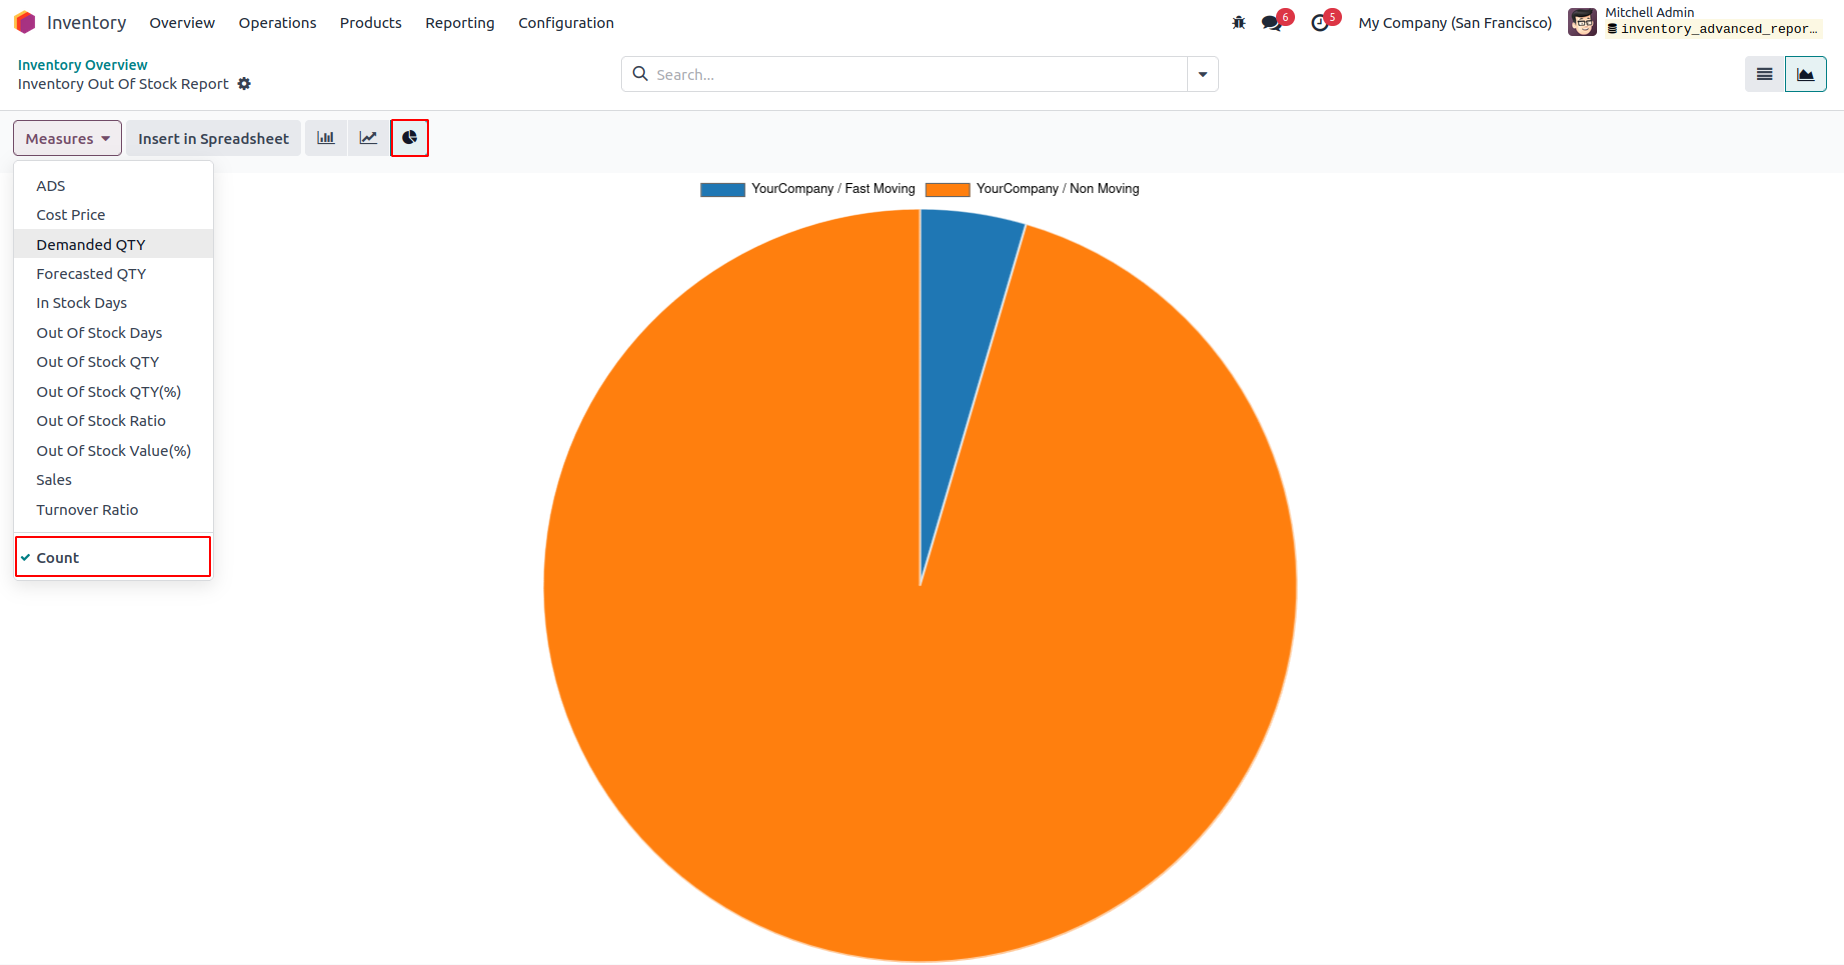 Inventory Overview Operations Products Reporting Configuration 6 5 My Company (San Francisco) Mitchell Admin
inventory_advanced_repor...
Inventory Overview
Inventory Out Of Stock Report
Search...
Measures Insert in Spreadsheet
ADS
Cost Price
Demanded QTY
Forecasted QTY
In Stock Days
Out Of Stock Days
Out Of Stock QTY
Out Of Stock QTY(%)
Out Of Stock Ratio
Out Of Stock Value(%)
Sales
Turnover Ratio
Count
YourCompany / Fast Moving YourCompany / Non Moving